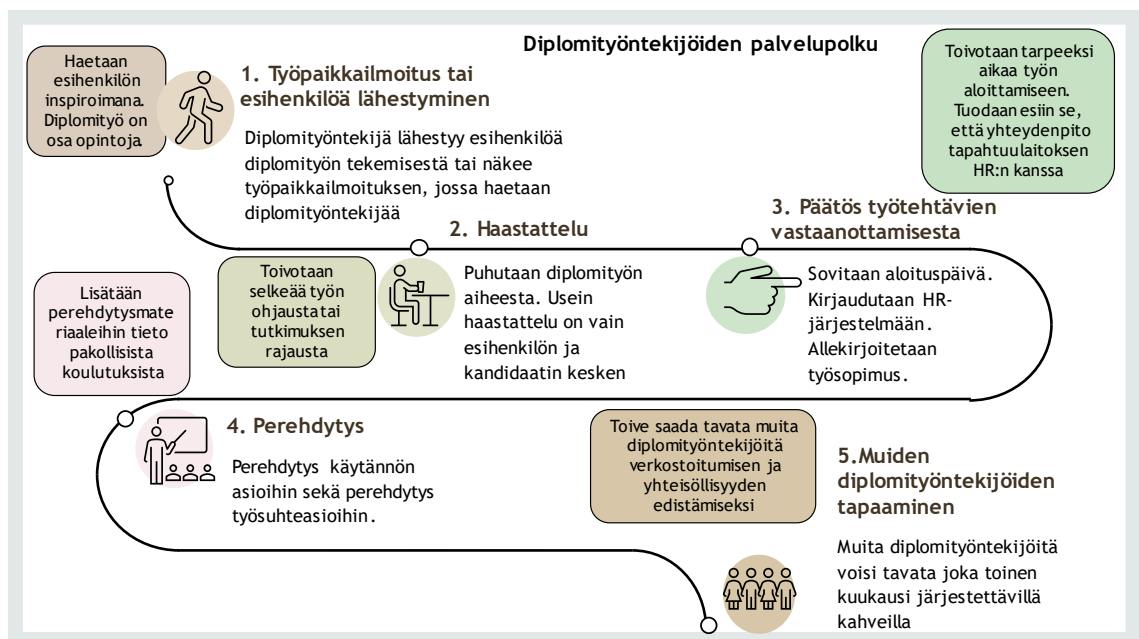 Diplomityöntekijöiden palvelupolku
Haetaan
esihenkilön
inspiroimana.
Diplomityö on
osa opintoja.
1. Työpaikkailmoitus tai
esihenkilöä lähestyminen
Diplomityöntekijä lähestyy esihenkilöä
diplomityön tekemisestä tai näkee
työpaikkailmoituksen, jossa haetaan
diplomityöntekijää
Toivotaan tarpeeksi
aikaa työn
aloittamiseen.
Tuodaan esiin se,
että yhteydenpito
tapahtuu laitoksen
HR:n kanssa
2. Haastattelu
Puhutaan diplomityön
aiheesta. Usein
haastattelu on vain
esihenkilön ja
kandidaatin kesken
Toivotaan
selkeää työn
ohjausta tai
tutkimuksen
rajausta
3. Päätös työtehtävien
vastaanottamisesta
Sovitaan aloituspäivä.
Kirjaudutaan HR-
järjestelmään.
Allekirjoitetaan
työsopimus.
Lisätään
perehdytysmate
riaaleihin tieto
pakollisista
koulutuksista
4. Perehdytys
Perehdytys käytännön
asioihin sekä perehdytys
työsuhteasioihin.
Toive saada tavata muita
diplomityöntekijöitä
verkostoitumisen ja
yhteisöllisyyden
edistämiseksi
5.Muiden
diplomityöntekijöiden
tapaaminen
Muita diplomityöntekijöitä
voisi tavata joka toinen
kuukausi järjestettävillä
kahveilla